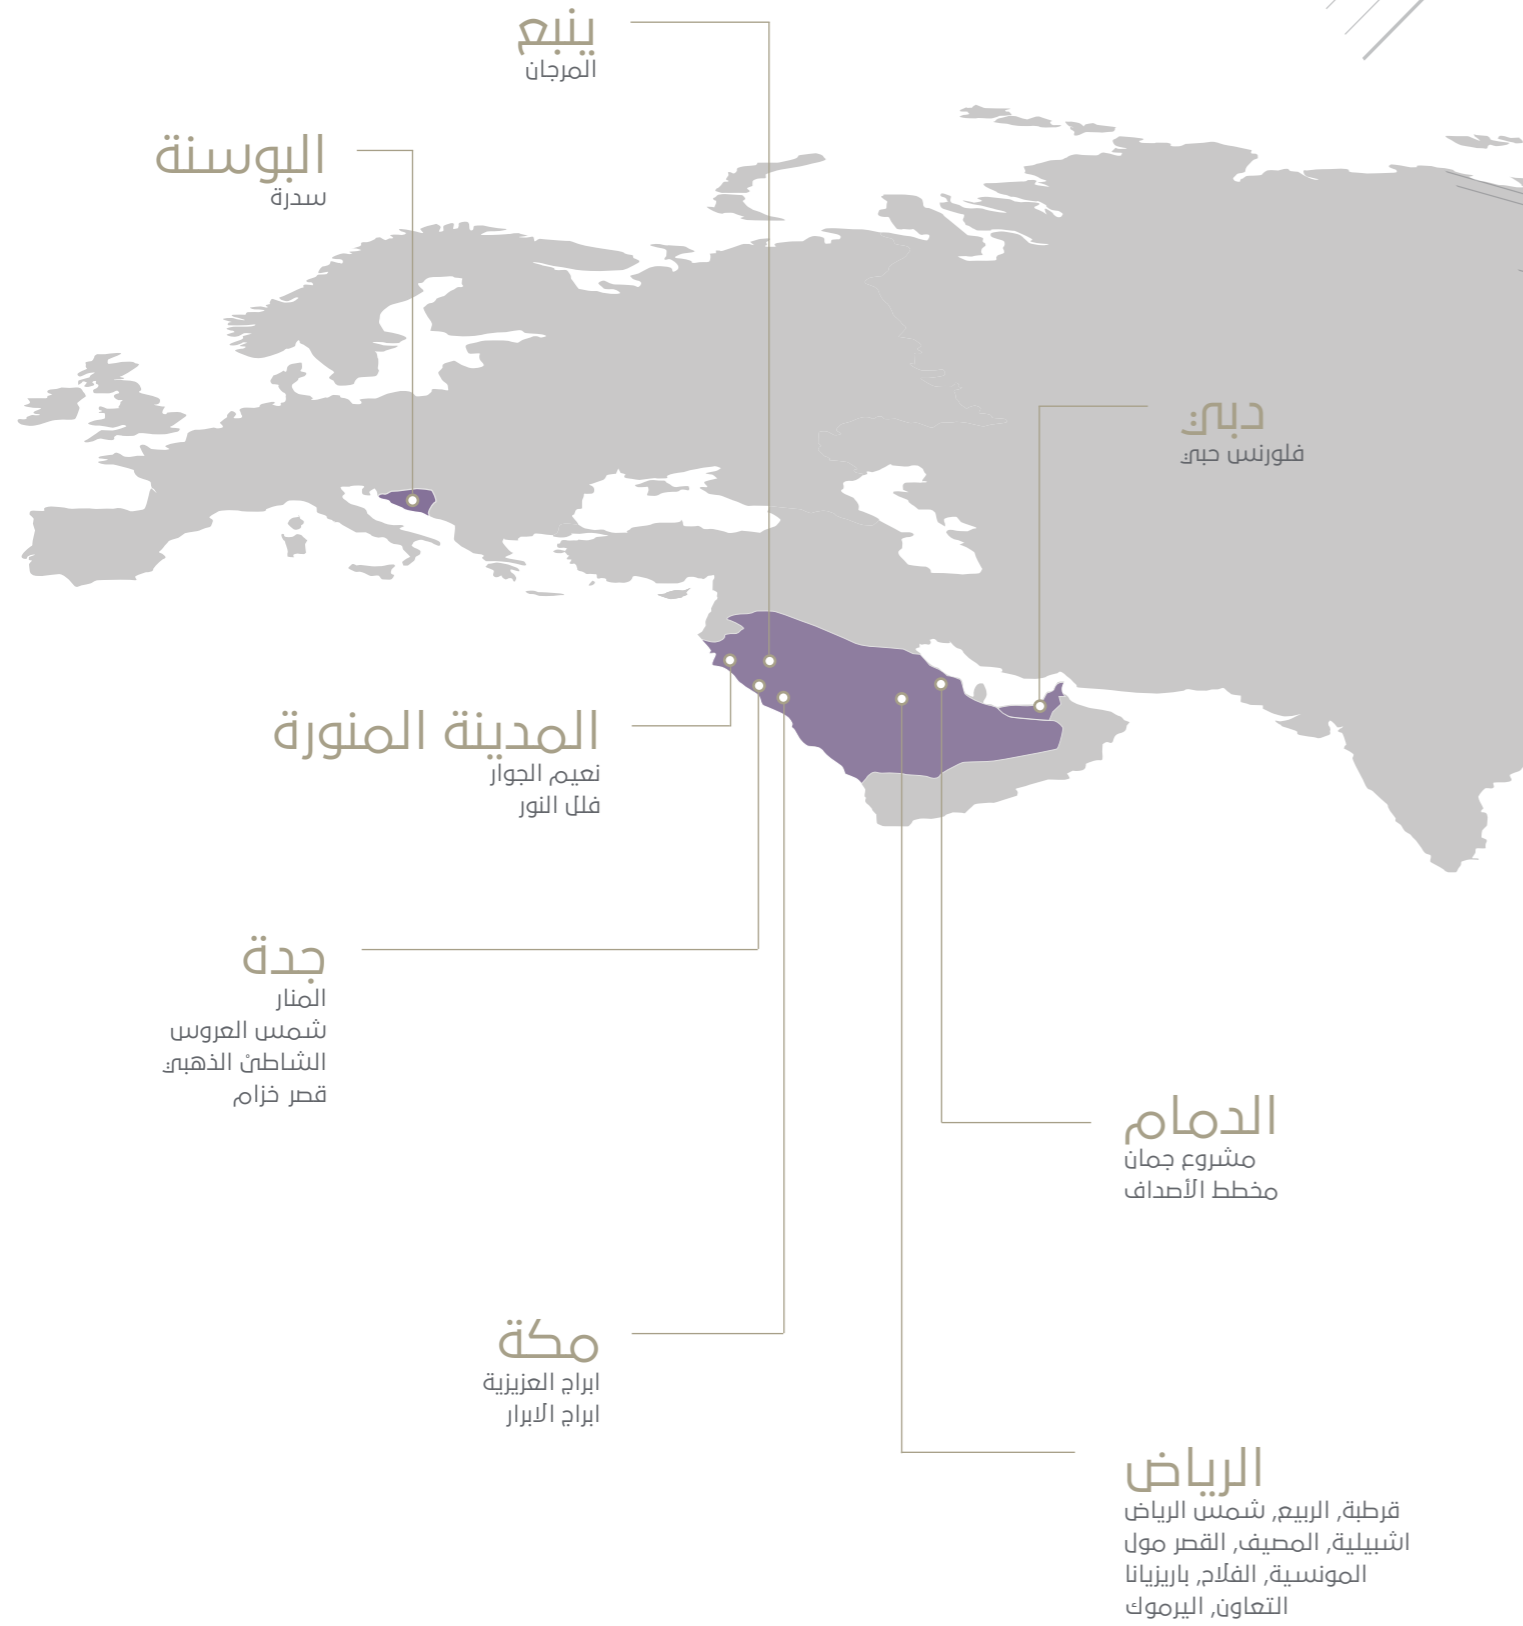 ينبع
المرجان
البوسنة
سدرة
دبي
فلورنس حبي
المدينة المنورة
نعيم الجوار
فلل النور
جدة
المنار
شمس العروس
الشاطئ الذهبي
قصر خزام
الدمام
مشروع جمان
مخطط الأصداف
مكة
ابراج العزيزية
ابراج الابرار
الرياض
قرطبة, الربيع, شمس الرياض
اشبيلية, المصيف, القصر مول
المونسية, الفلاح, باريزيانا
التعاون, اليرموك